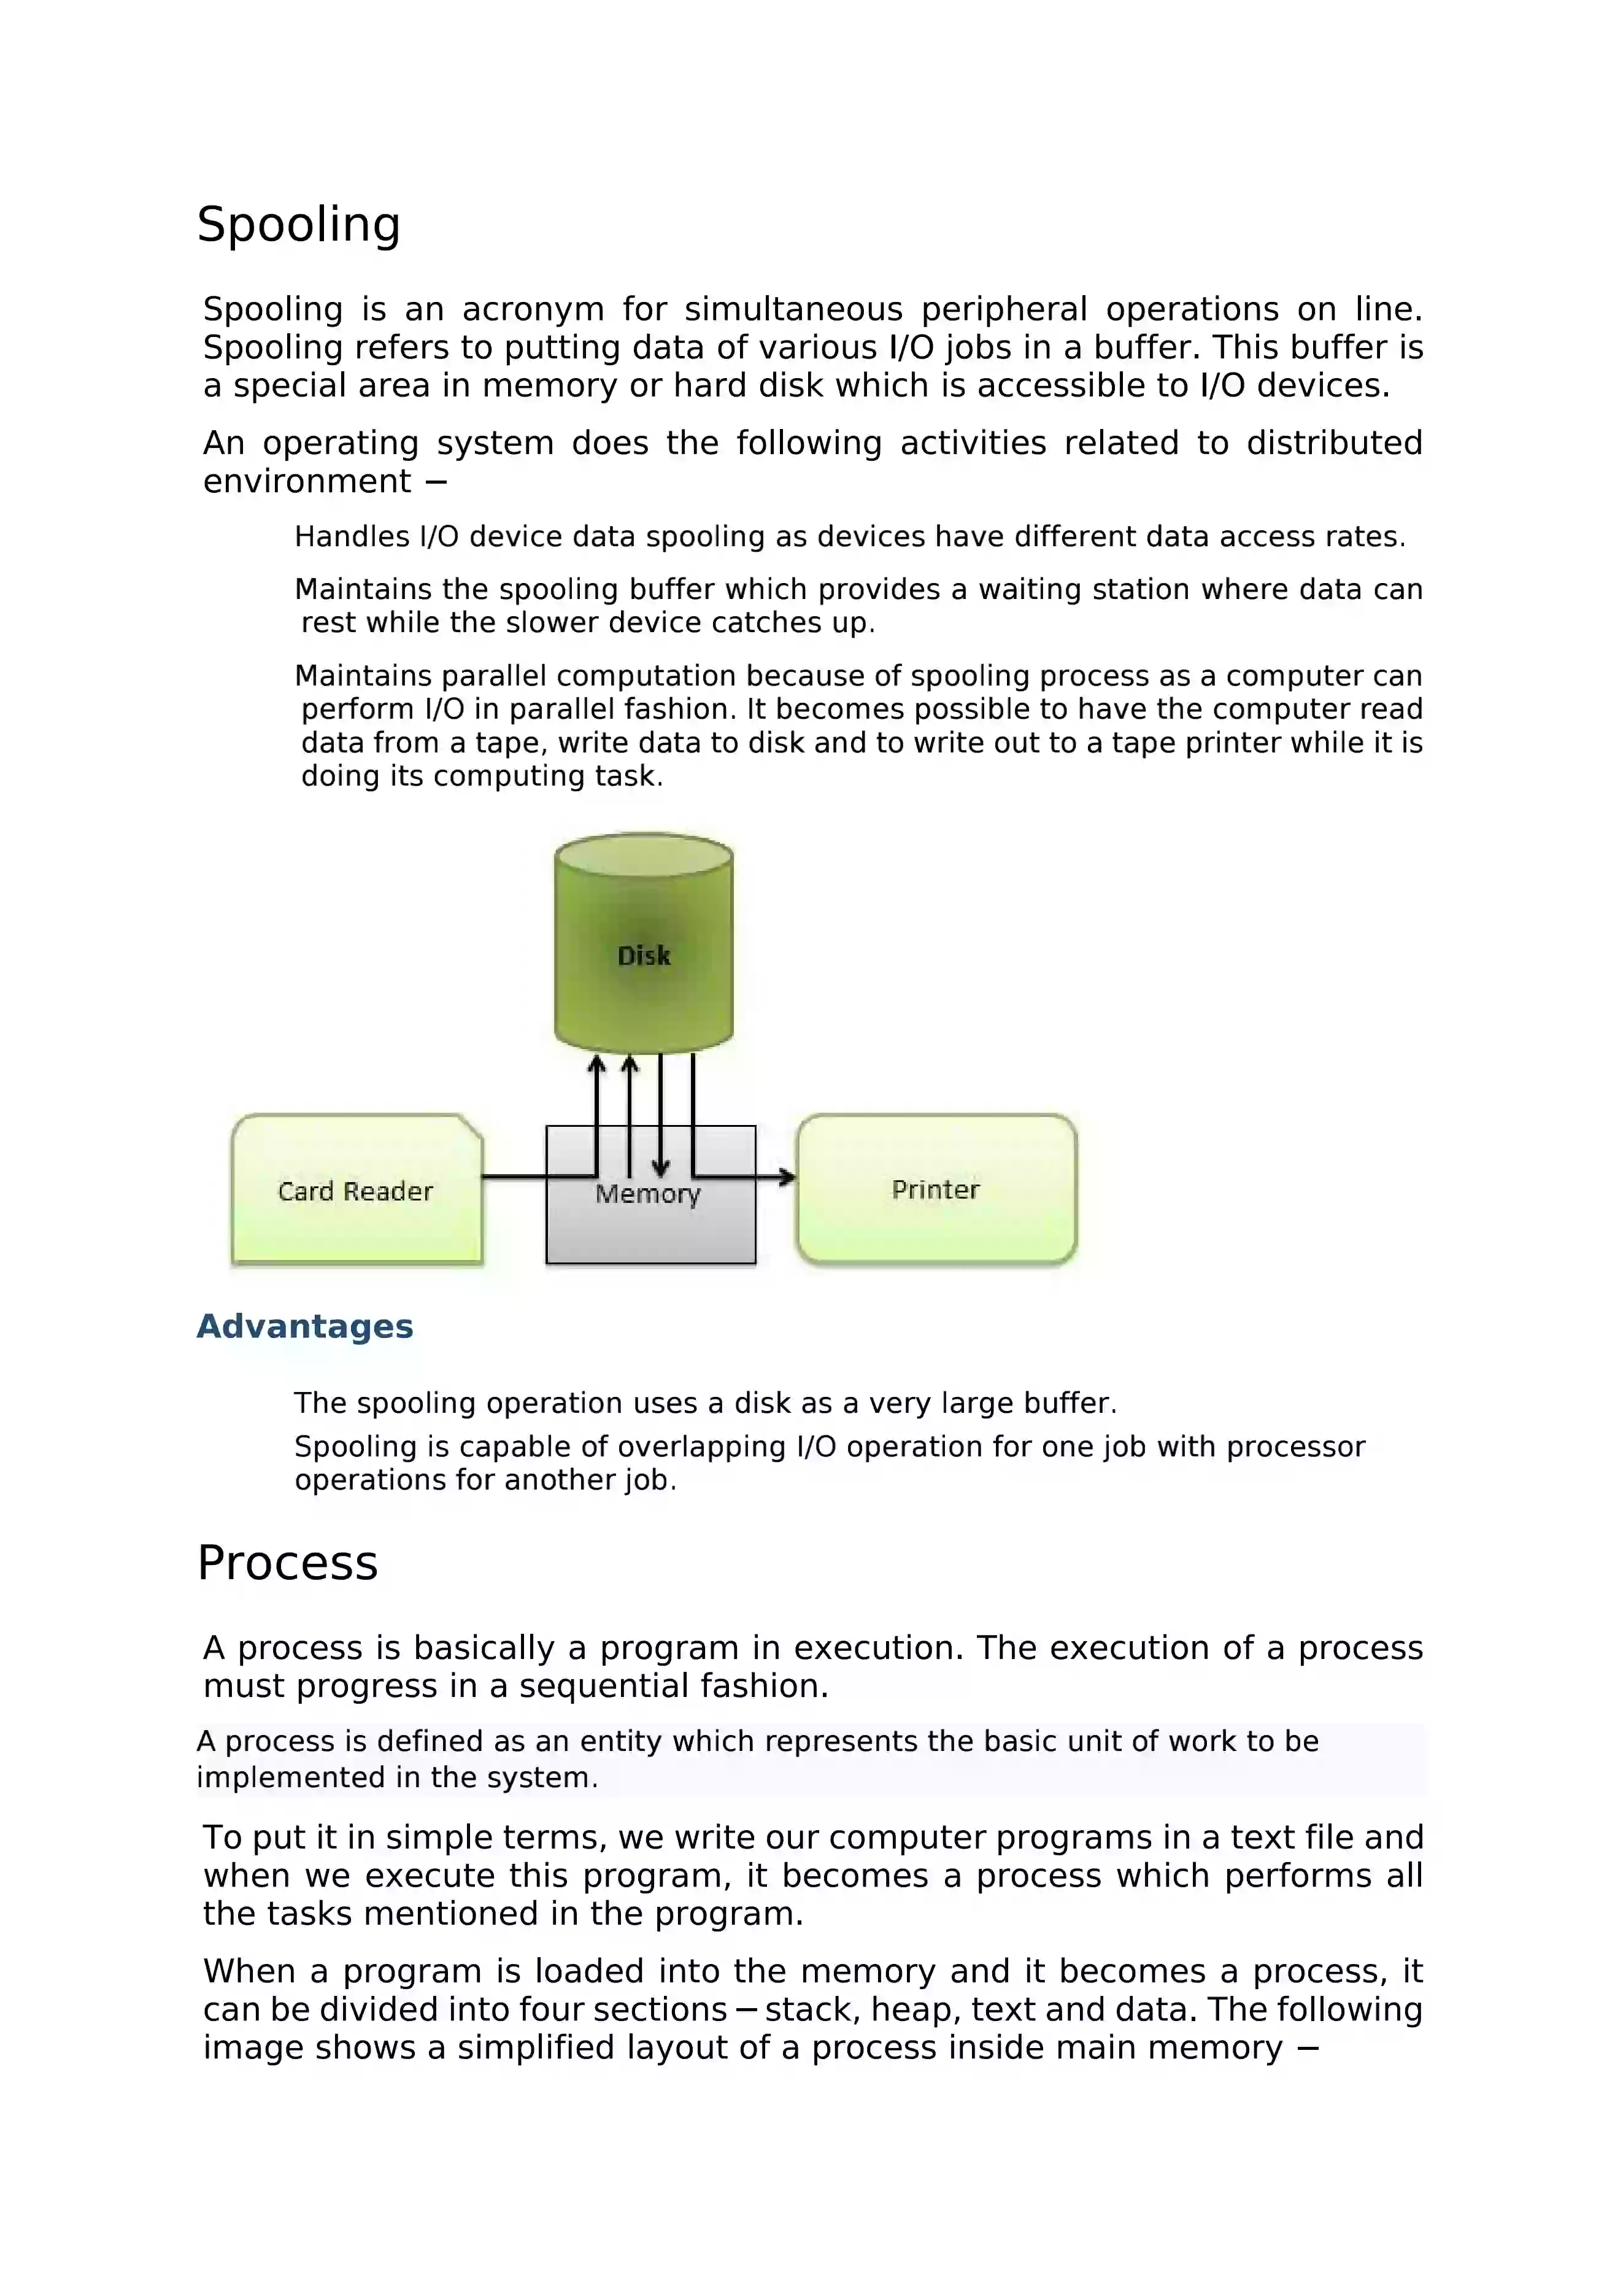 Spooling
Spooling is an acronym for simultaneous peripheral operations on line.
Spooling refers to putting data of various I/O jobs in a buffer. This buffer is
a special area in memory or hard disk which is accessible to I/O devices.
An operating system does the following activities related to distributed
environment −
Handles I/O device data spooling as devices have different data access rates.
Maintains the spooling buffer which provides a waiting station where data can
rest while the slower device catches up.
Maintains parallel computation because of spooling process as a computer can
perform I/O in parallel fashion. It becomes possible to have the computer read
data from a tape, write data to disk and to write out to a tape printer while it is
doing its computing task.
Disk
Card Reader
Memory
Printer
Advantages
The spooling operation uses a disk as a very large buffer.
Spooling is capable of overlapping I/O operation for one job with processor
operations for another job.
Process
A process is basically a program in execution. The execution of a process
must progress in a sequential fashion.
A process is defined as an entity which represents the basic unit of work to be
implemented in the system.
To put it in simple terms, we write our computer programs in a text file and
when we execute this program, it becomes a process which performs all
the tasks mentioned in the program.
When a program is loaded into the memory and it becomes a process, it
can be divided into four sections ─ stack, heap, text and data. The following
image shows a simplified layout of a process inside main memory −